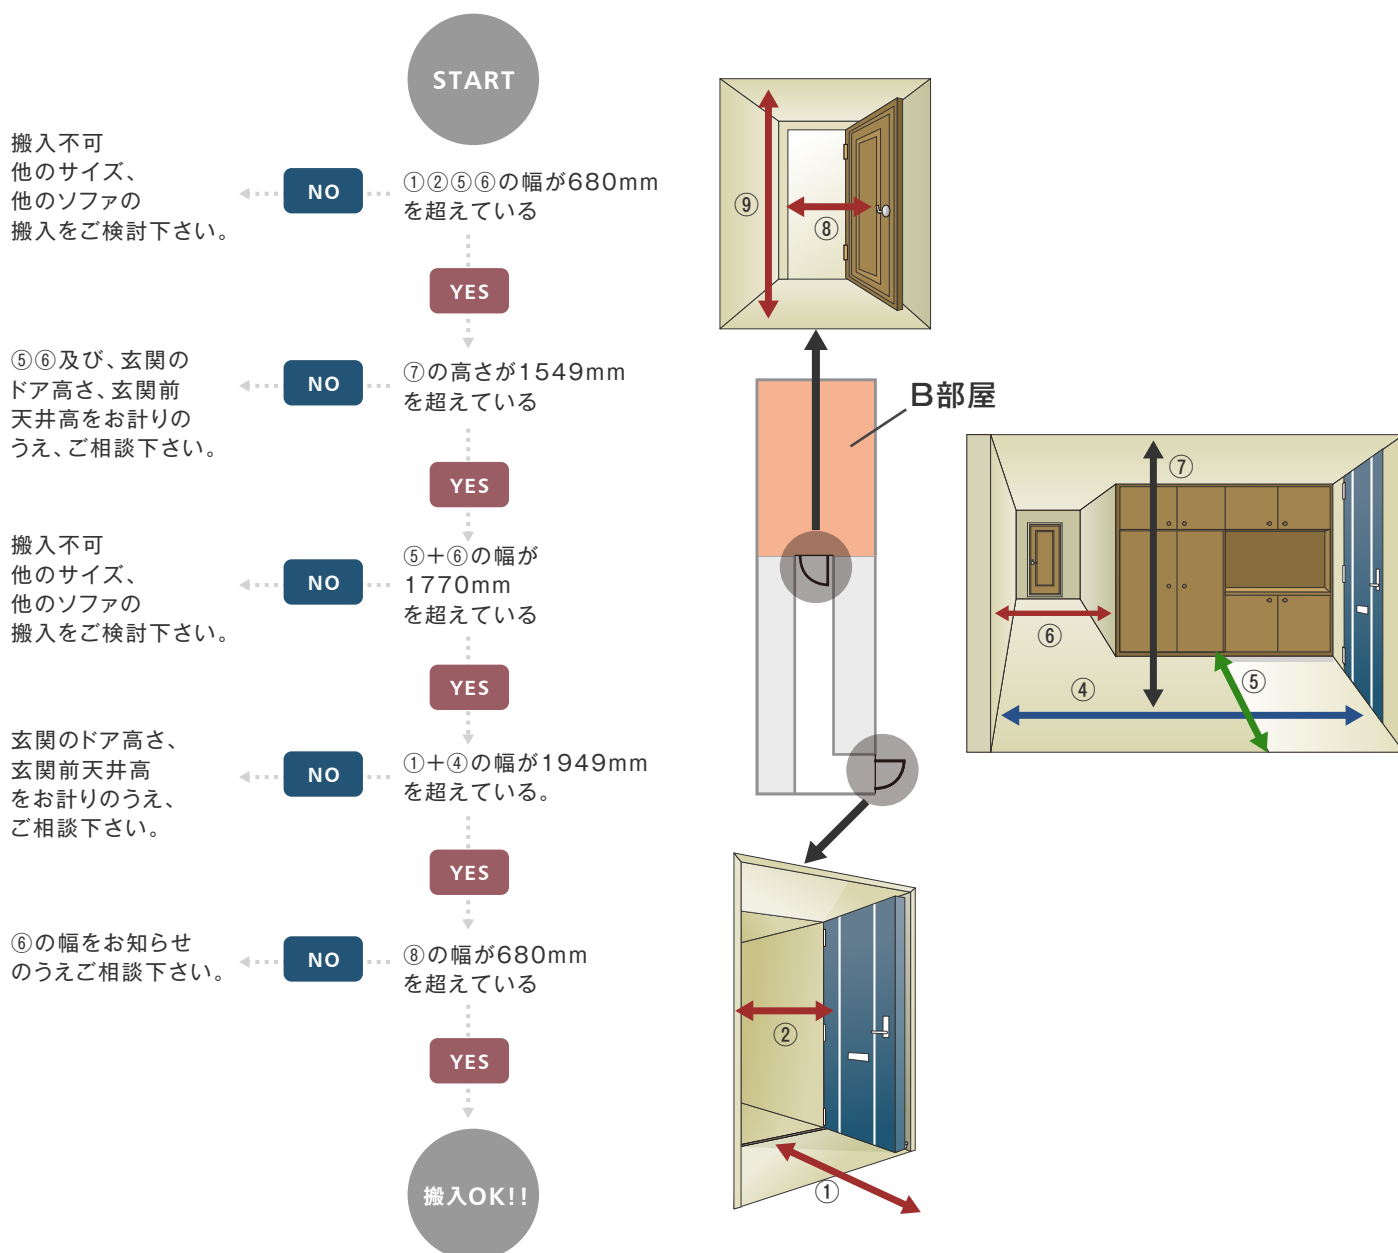 START
①②⑤⑥の幅が680mm
を超えている
NO
搬入不可
他のサイズ、
他のソファの
搬入をご検討下さい。
YES
⑦の高さが1549mm
を超えている
NO
⑤⑥及び、玄関の
ドア高さ、玄関前
天井高をお計りの
うえ、ご相談下さい。
YES
⑤＋⑥の幅が
1770mm
を超えている
NO
搬入不可
他のサイズ、
他のソファの
搬入をご検討下さい。
YES
①＋④の幅が1949mm
を超えている。
NO
玄関のドア高さ、
玄関前天井高
をお計りのうえ、
ご相談下さい。
YES
⑧の幅が680mm
を超えている
NO
⑥の幅をお知らせ
のうえご相談下さい。
YES
搬入OK!!
⑨
⑧
B部屋
⑦
⑥
④
⑤
②
①